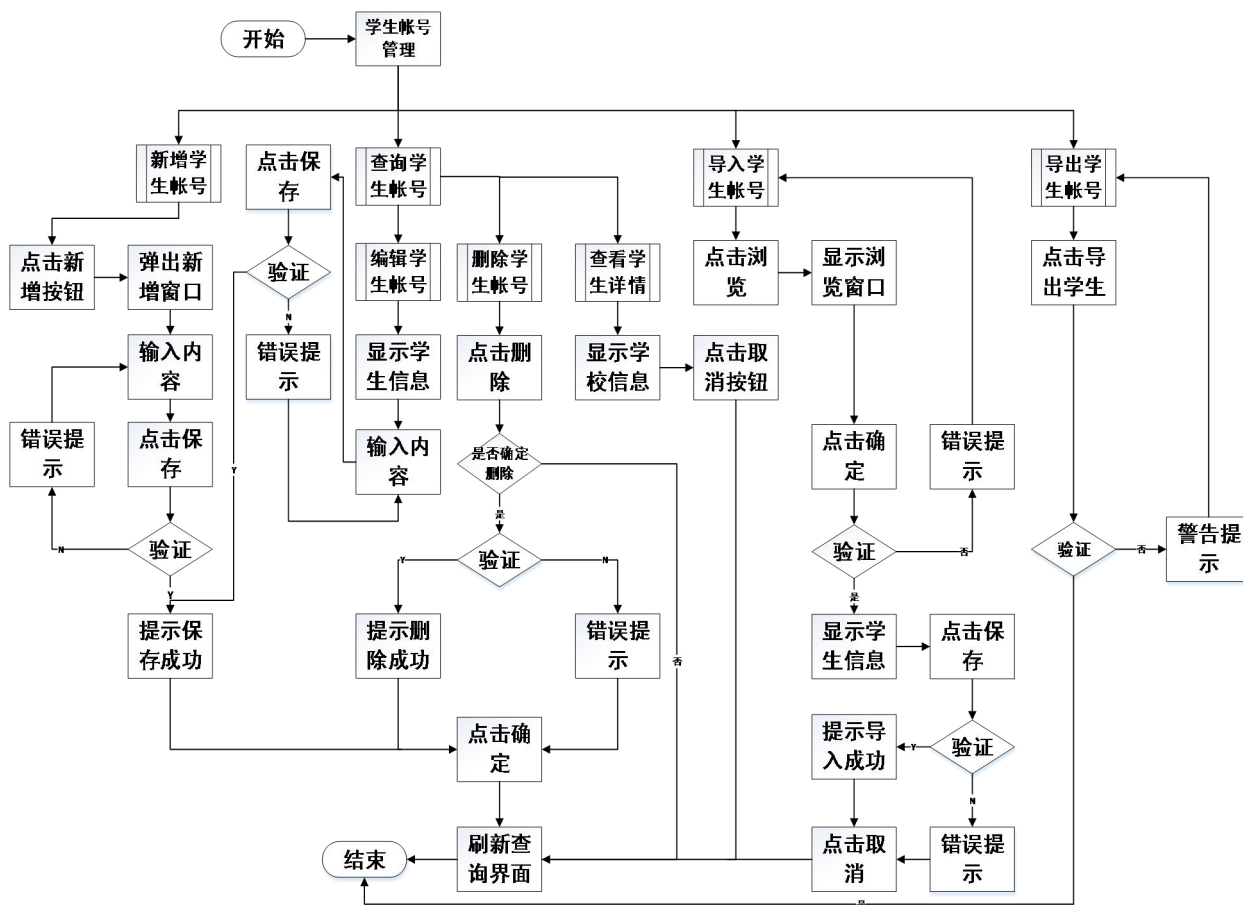 开始
学生帐号
管理
新增学
生帐号
点击保
存
查询学
生帐号
导入学
生帐号
导出学
生帐号
点击新
增按钮
弹出新
增窗口
验证
编辑学
生帐号
删除学
生帐号
查看学
生详情
点击浏
览
显示浏
览窗口
点击导
出学生
N
输入内
容
错误提
示
显示学
生信息
点击删
除
显示学
校信息
点击取
消按钮
错误提
示
点击保
存
Y
输入内
容
是否确定
删除
点击确
定
错误提
示
是
N
验证
Y
验证
N
验证
否
验证
否
警告提
示
Y
是
提示保
存成功
提示删
除成功
错误提
示
否
显示学
生信息
点击保
存
点击确
定
提示导
入成功
Y
验证
N
结束
刷新查
询界面
点击取
消
错误提
示
是